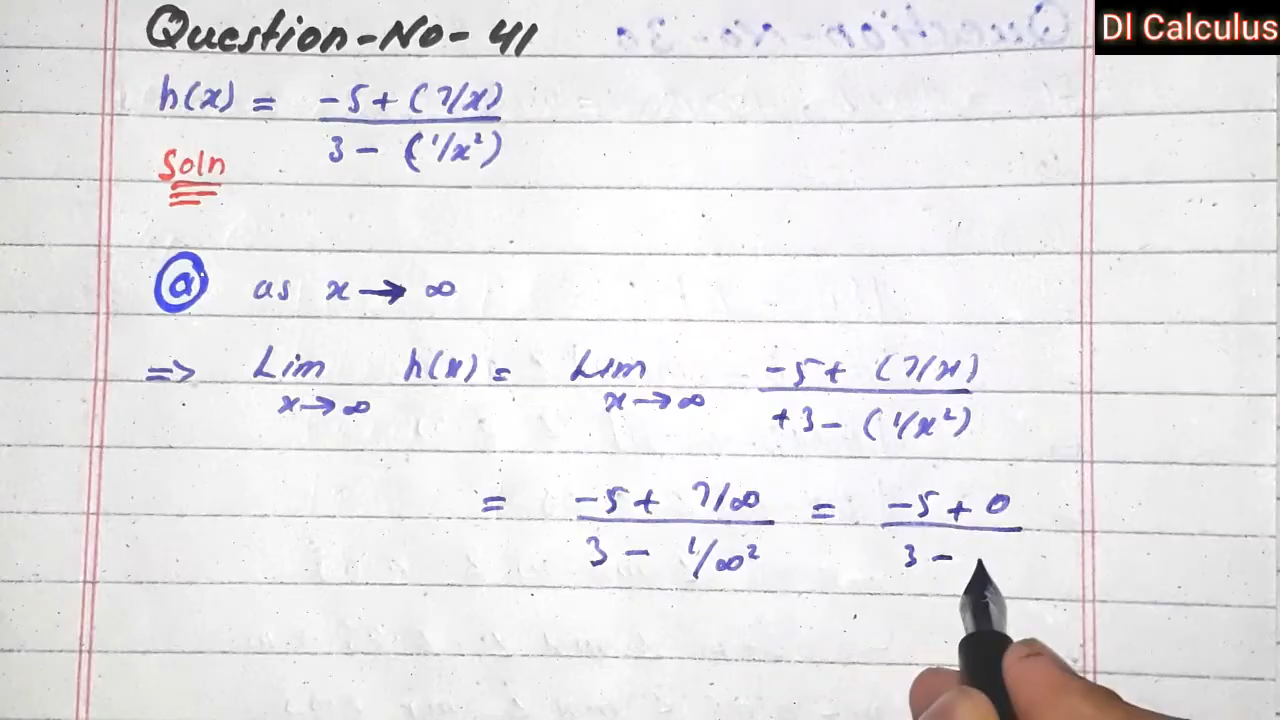 Question-No-41
DI Calculus
h(x) = -5 + (7/x) / 3 - (1/x²)
Soln
(a) as x → ∞
=> Lim x→∞ h(x) = Lim x→∞ -5 + (7/x) / +3 - (1/x²)
= -5 + 7/∞ / 3 - 1/∞² = -5 + 0 / 3 -